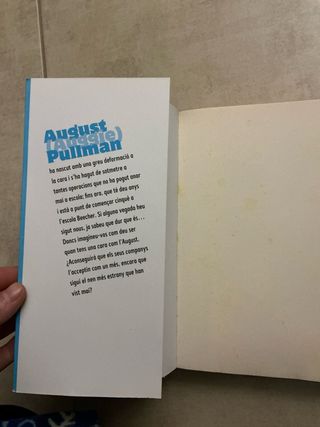 August
(Auggie)
Pullman
ha nascut amb una greu deformació a
la cara i s'ha hagut de sotmetre a
tantes operacions que no ha pogut anar
mai a escola; fins ara, que té deu anys
i està a punt de començar cinquè a
l'escola Beecher. Si alguna vegada heu
sigut nous, ja sabeu que dur que és...
Doncs imagineu-vos com deu ser
quan tens una cara com l'August.
¿Aconseguirà que els seus companys
l'acceptin com un més, encara que
sigui el nen més estrany que han
vist mai?